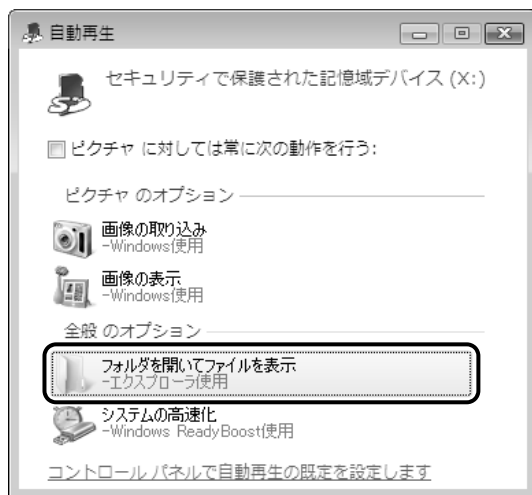 自動再生
セキュリティで保護された記憶域デバイス (X:)
ピクチャ に対しては常に次の動作を行う:
ピクチャ のオプション
画像の取り込み
-Windows使用
画像の表示
-Windows使用
全般 のオプション
フォルダを開いてファイルを表示
-エクスプローラ使用
システムの高速化
-Windows ReadyBoost使用
コントロール パネルで自動再生の既定を設定します